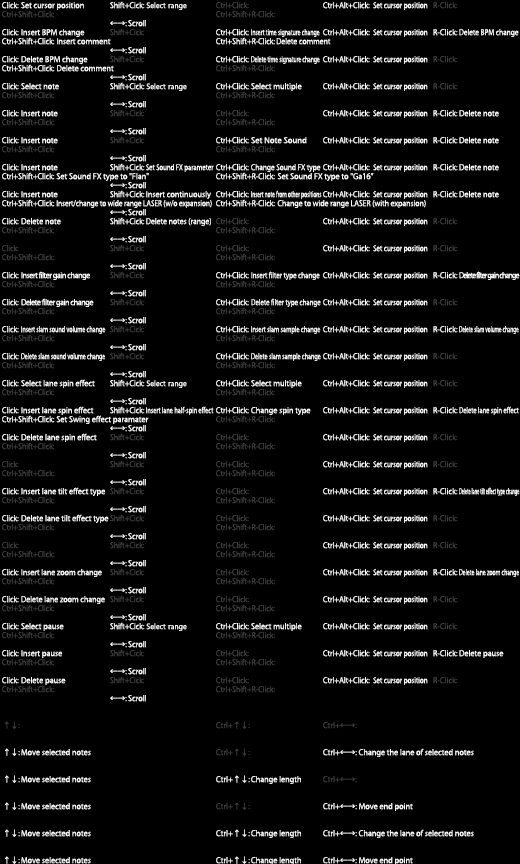 Click: Set cursor position Shift+Click: Select range Ctrl+Click: Ctrl+Alt+Click: Set cursor position R-Click:
Ctrl+Shift+Click: Ctrl+Shift+R-Click:
←→:Scroll
Click: Insert BPM change Shift+Click: Ctrl+Click: Insert time signature change Ctrl+Alt+Click: Set cursor position R-Click: Delete BPM change
Ctrl+Shift+Click: Insert comment Ctrl+Shift+R-Click: Delete comment
←→:Scroll
Click: Delete BPM change Shift+Click: Ctrl+Click: Delete time signature change Ctrl+Alt+Click: Set cursor position R-Click:
Ctrl+Shift+Click: Delete comment Ctrl+Shift+R-Click:
←→:Scroll
Click: Select note Shift+Click: Select range Ctrl+Click: Select multiple Ctrl+Alt+Click: Set cursor position R-Click:
Ctrl+Shift+Click: Ctrl+Shift+R-Click:
←→:Scroll
Click: Insert note Shift+Click: Ctrl+Click: Ctrl+Alt+Click: Set cursor position R-Click: Delete note
Ctrl+Shift+Click: Ctrl+Shift+R-Click:
←→:Scroll
Click: Insert note Shift+Click: Ctrl+Click: Set Note Sound Ctrl+Alt+Click: Set cursor position R-Click: Delete note
Ctrl+Shift+Click: Ctrl+Shift+R-Click:
←→:Scroll
Click: Insert note Shift+Click: Set Sound FX parameter Ctrl+Click: Change Sound FX type Ctrl+Alt+Click: Set cursor position R-Click: Delete note
Ctrl+Shift+Click: Set Sound FX type to "Flan" Ctrl+Shift+R-Click: Set Sound FX type to "Ga16"
←→:Scroll
Click: Insert note Shift+Click: Insert continuously Ctrl+Click: Insert note from other positions Ctrl+Alt+Click: Set cursor position R-Click: Delete note
Ctrl+Shift+Click: Insert/change to wide range LASER (w/o expansion) Ctrl+Shift+R-Click: Change to wide range LASER (with expansion)
←→:Scroll
Click: Delete note Shift+Click: Delete notes (range) Ctrl+Click: Ctrl+Alt+Click: Set cursor position R-Click:
Ctrl+Shift+Click: Ctrl+Shift+R-Click:
←→:Scroll
Click: Shift+Click: Ctrl+Click: Ctrl+Alt+Click: Set cursor position R-Click:
Ctrl+Shift+Click: Ctrl+Shift+R-Click:
←→:Scroll
Click: Insert filter gain change Shift+Click: Ctrl+Click: Insert filter type change Ctrl+Alt+Click: Set cursor position R-Click: Delete filter gain change
Ctrl+Shift+Click: Ctrl+Shift+R-Click:
←→:Scroll
Click: Delete filter gain change Shift+Click: Ctrl+Click: Delete filter type change Ctrl+Alt+Click: Set cursor position R-Click:
Ctrl+Shift+Click: Ctrl+Shift+R-Click:
←→:Scroll
Click: Insert slam sound volume change Shift+Click: Ctrl+Click: Insert slam sample change Ctrl+Alt+Click: Set cursor position R-Click: Delete slam volume change
Ctrl+Shift+Click: Ctrl+Shift+R-Click:
←→:Scroll
Click: Delete slam sound volume change Shift+Click: Ctrl+Click: Delete slam sample change Ctrl+Alt+Click: Set cursor position R-Click:
Ctrl+Shift+Click: Ctrl+Shift+R-Click:
←→:Scroll
Click: Select lane spin effect Shift+Click: Select range Ctrl+Click: Select multiple Ctrl+Alt+Click: Set cursor position R-Click:
Ctrl+Shift+Click: Ctrl+Shift+R-Click:
←→:Scroll
Click: Insert lane spin effect Shift+Click: Insert lane half-spin effect Ctrl+Click: Change spin type Ctrl+Alt+Click: Set cursor position R-Click: Delete lane spin effect
Ctrl+Shift+Click: Set Swing effect paramater Ctrl+Shift+R-Click:
←→:Scroll
Click: Delete lane spin effect Shift+Click: Ctrl+Click: Ctrl+Alt+Click: Set cursor position R-Click:
Ctrl+Shift+Click: Ctrl+Shift+R-Click:
←→:Scroll
Click: Shift+Click: Ctrl+Click: Ctrl+Alt+Click: Set cursor position R-Click:
Ctrl+Shift+Click: Ctrl+Shift+R-Click:
←→:Scroll
Click: Insert lane tilt effect type Shift+Click: Ctrl+Click: Ctrl+Alt+Click: Set cursor position R-Click: Delete lane tilt effect type change
Ctrl+Shift+Click: Ctrl+Shift+R-Click:
←→:Scroll
Click: Delete lane tilt effect type Shift+Click: Ctrl+Click: Ctrl+Alt+Click: Set cursor position R-Click:
Ctrl+Shift+Click: Ctrl+Shift+R-Click:
←→:Scroll
Click: Shift+Click: Ctrl+Click: Ctrl+Alt+Click: Set cursor position R-Click:
Ctrl+Shift+Click: Ctrl+Shift+R-Click:
←→:Scroll
Click: Insert lane zoom change Shift+Click: Ctrl+Click: Ctrl+Alt+Click: Set cursor position R-Click: Delete lane zoom change
Ctrl+Shift+Click: Ctrl+Shift+R-Click:
←→:Scroll
Click: Delete lane zoom change Shift+Click: Ctrl+Click: Ctrl+Alt+Click: Set cursor position R-Click:
Ctrl+Shift+Click: Ctrl+Shift+R-Click:
←→:Scroll
Click: Select pause Shift+Click: Select range Ctrl+Click: Select multiple Ctrl+Alt+Click: Set cursor position R-Click:
Ctrl+Shift+Click: Ctrl+Shift+R-Click:
←→:Scroll
Click: Insert pause Shift+Click: Ctrl+Click: Ctrl+Alt+Click: Set cursor position R-Click: Delete pause
Ctrl+Shift+Click: Ctrl+Shift+R-Click:
←→:Scroll
Click: Delete pause Shift+Click: Ctrl+Click: Ctrl+Alt+Click: Set cursor position R-Click:
Ctrl+Shift+Click: Ctrl+Shift+R-Click:
←→:Scroll
↑↓: Ctrl+↑↓: Ctrl+←→:
↑↓:Move selected notes Ctrl+↑↓: Ctrl+←→: Change the lane of selected notes
↑↓:Move selected notes Ctrl+↑↓:Change length Ctrl+←→:
↑↓:Move selected notes Ctrl+↑↓: Ctrl+←→: Move end point
↑↓:Move selected notes Ctrl+↑↓:Change length Ctrl+←→: Change the lane of selected notes
↑↓:Move selected notes Ctrl+↑↓:Change length Ctrl+←→: Move end point